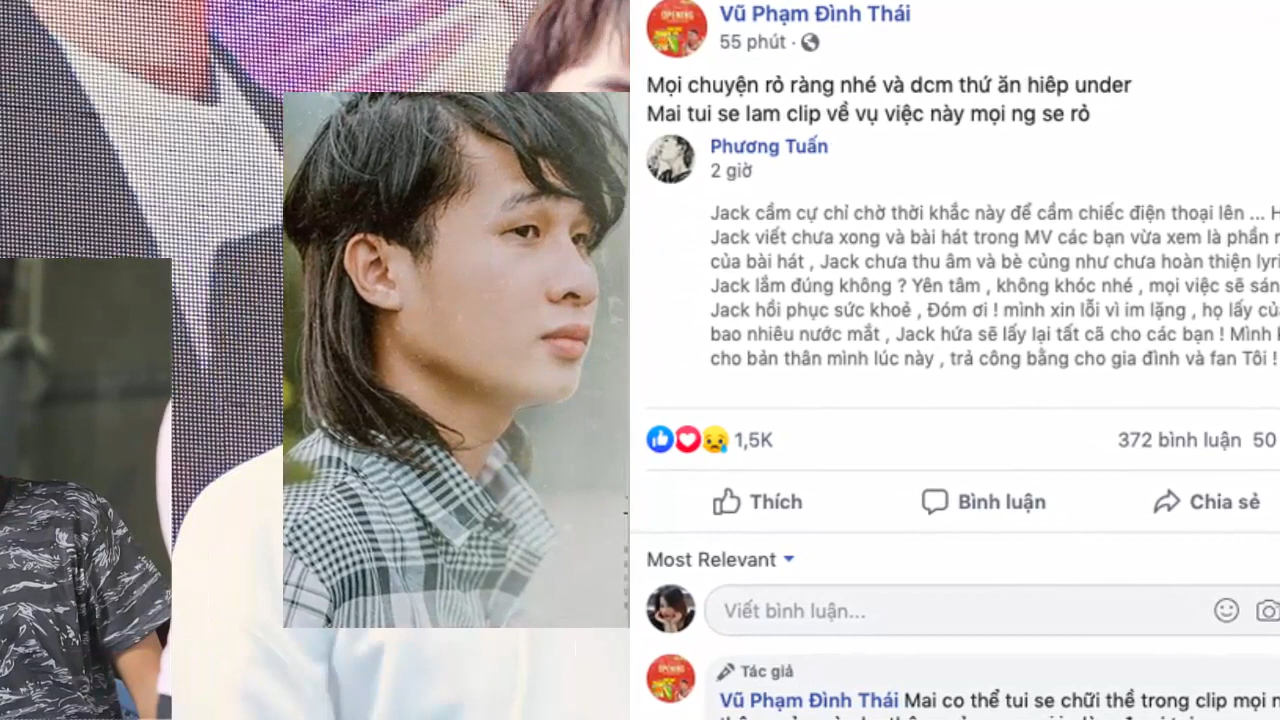 Vũ Phạm Đình Thái
55 phút ·
Mọi chuyện rỏ ràng nhé và dcm thứ ăn hiêp under
Mai tui se lam clip về vụ việc này mọi ng se rỏ
Phương Tuấn
2 giờ
Jack cầm cự chỉ chờ thời khắc này để cầm chiếc điện thoại lên ... H
Jack viết chưa xong và bài hát trong MV các bạn vừa xem là phần
của bài hát , Jack chưa thu âm và bè củng như chưa hoàn thiện lyri
Jack lắm đúng không ? Yên tâm , không khóc nhé , mọi việc sẽ sán
Jack hồi phục sức khoẻ , Đóm ơi ! mình xin lỗi vì im lặng , họ lấy củ
bao nhiêu nước mắt , Jack hứa sẽ lấy lại tất cã cho các bạn ! Mình
cho bản thân mình lúc này , trả công bằng cho gia đình và fan Tôi !
1,5K
372 bình luận 50
Thích
Bình luận
Chia sẻ
Most Relevant
Viết bình luận...
Tác giả
Vũ Phạm Đình Thái Mai co thể tui se chữi thề trong clip mọi